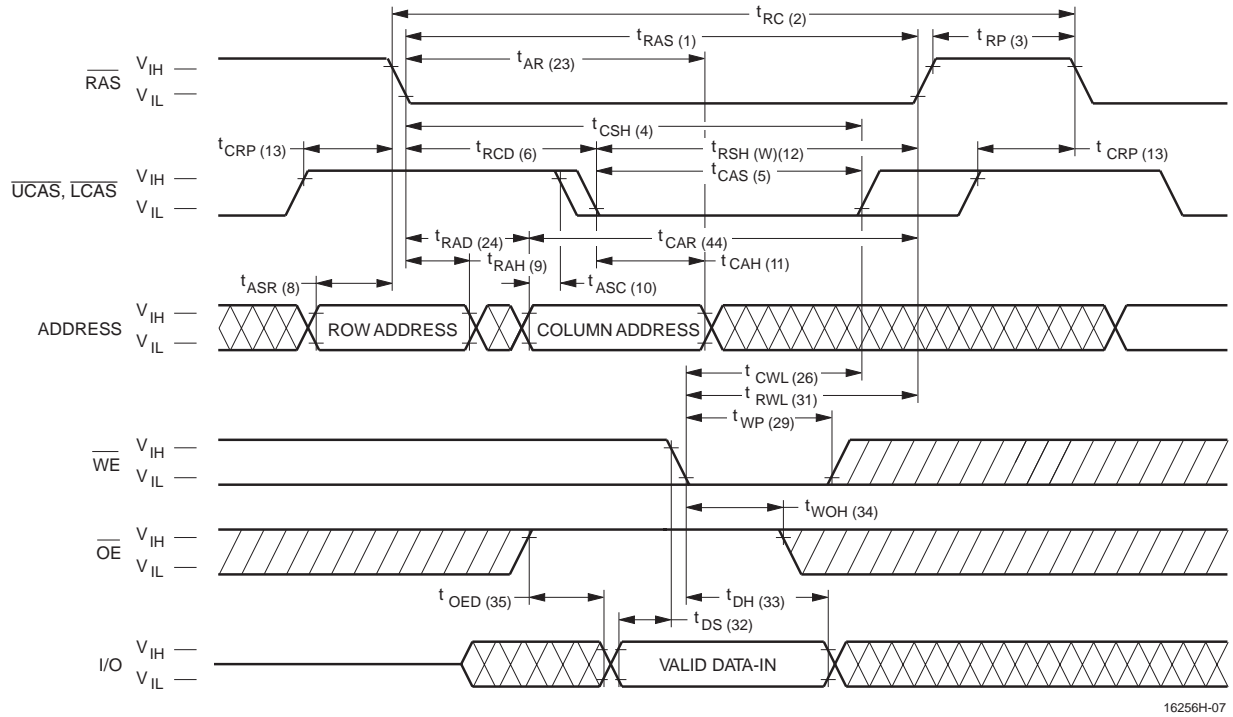 t RC (2)
t RAS (1)
t RP (3)
t AR (23)
RAS
V IH
V IL
t CSH (4)
t CRP (13)
t RCD (6)
t RSH (W)(12)
t CRP (13)
t CAS (5)
UCAS, LCAS
V IH
V IL
t RAD (24)
t CAR (44)
t RAH (9)
t CAH (11)
t ASR (8)
t ASC (10)
ADDRESS
V IH
V IL
ROW ADDRESS
COLUMN ADDRESS
t CWL (26)
t RWL (31)
t WP (29)
WE
V IH
V IL
t WOH (34)
OE
V IH
V IL
t OED (35)
t DH (33)
t DS (32)
I/O
V IH
V IL
VALID DATA-IN
16256H-07